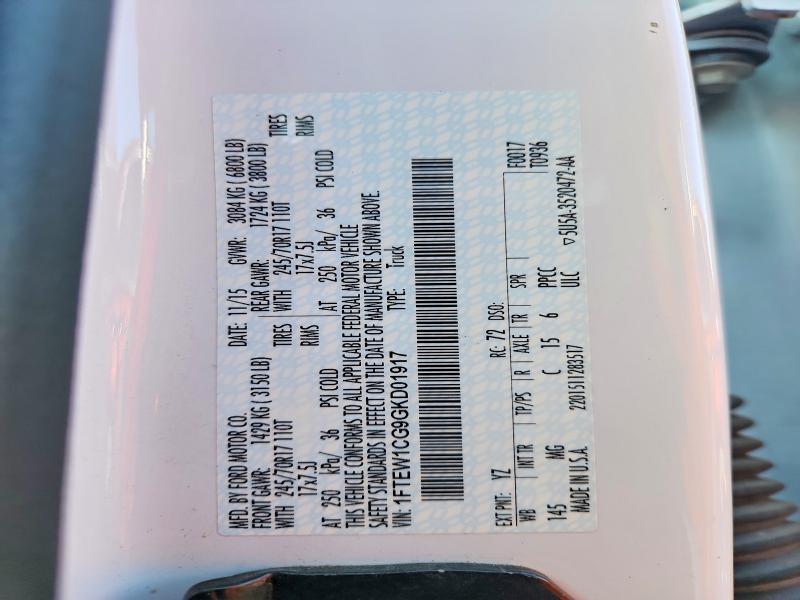 MFD. BY FORD MOTOR CO. DATE: 11/15 GVWR: 3084 KG (6800 LB)
FRONT GAWR: 1429 KG (3150 LB) REAR GAWR: 1724 KG (3800 LB)
WITH 245/70R17 110T TIRES WITH 245/70R17 110T TIRES
17x7.5J RIMS 17x7.5J RIMS
AT 250 kPa/ 36 PSI COLD AT 250 kPa/ 36 PSI COLD
THIS VEHICLE CONFORMS TO ALL APPLICABLE FEDERAL MOTOR VEHICLE
SAFETY STANDARDS IN EFFECT ON THE DATE OF MANUFACTURE SHOWN ABOVE.
VIN: 1FTEW1CG9GKD01917 TYPE: Truck
EXT PNT: YZ RC: 72 DSO: F0017
WB INT TR TP/PS R AXLE TR SPR T0936
145 MG C 15 6 PPCC
MADE IN U.S.A. 22015111283517 ULC ▽5U5A-3520472-AA